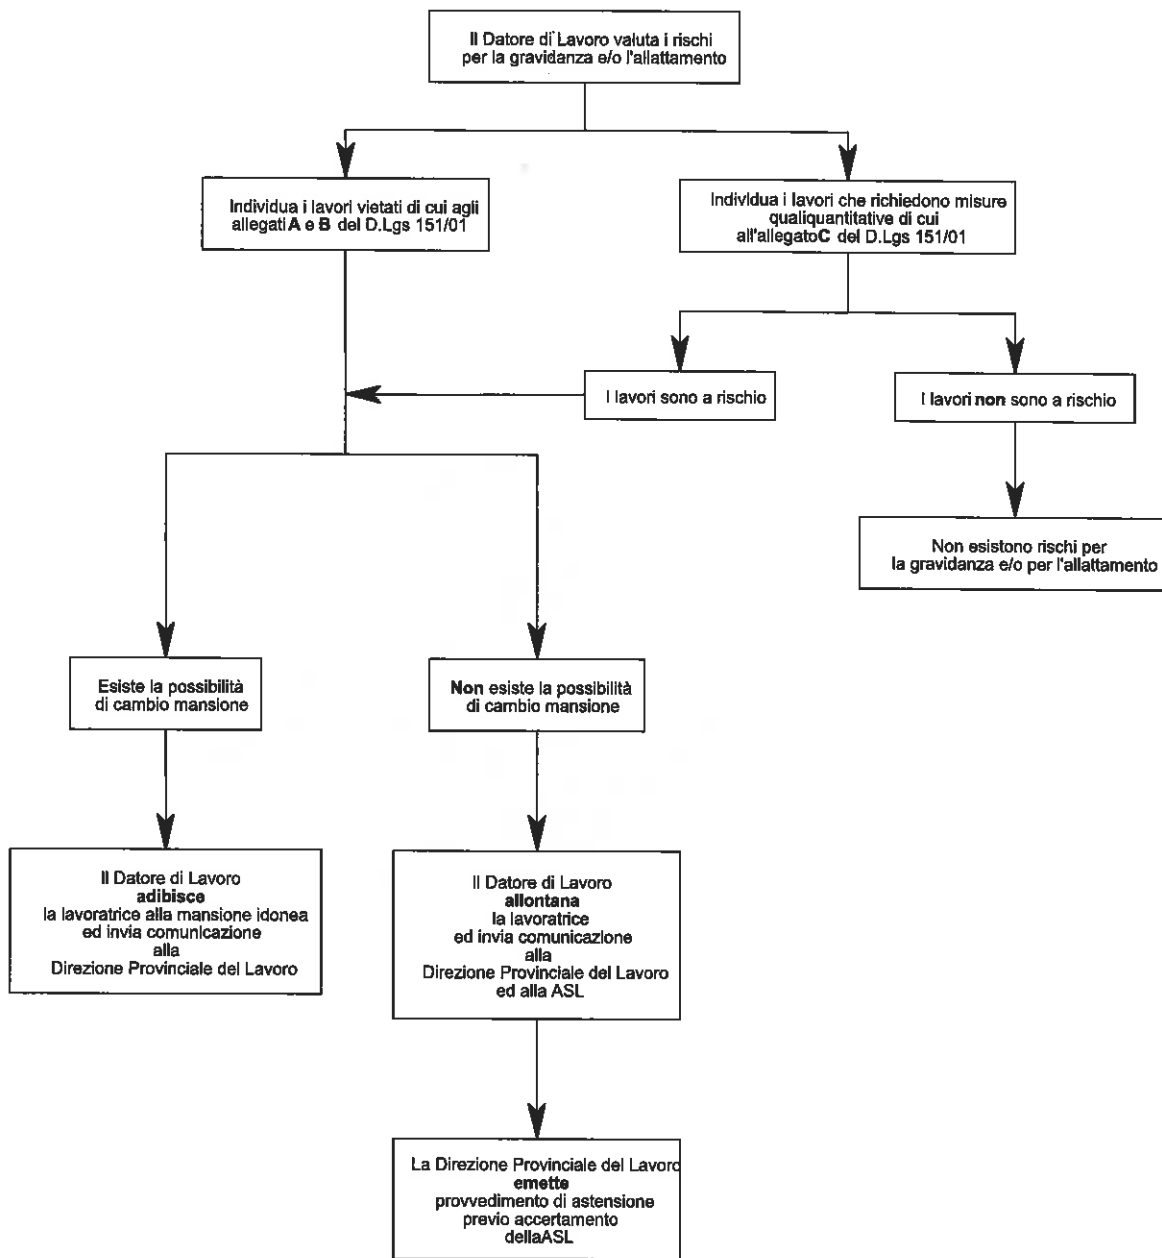 Il Datore di Lavoro valuta i rischi
per la gravidanza e/o l'allattamento
Individua i lavori vietati di cui agli
allegati A e B del D.Lgs 151/01
Individua i lavori che richiedono misure
qualiquantitative di cui
all'allegatoC del D.Lgs 151/01
I lavori sono a rischio
I lavori non sono a rischio
Non esistono rischi per
la gravidanza e/o per l'allattamento
Esiste la possibilità
di cambio mansione
Non esiste la possibilità
di cambio mansione
Il Datore di Lavoro
adibisce
la lavoratrice alla mansione idonea
ed invia comunicazione
alla
Direzione Provinciale del Lavoro
Il Datore di Lavoro
allontana
la lavoratrice
ed invia comunicazione
alla
Direzione Provinciale del Lavoro
ed alla ASL
La Direzione Provinciale del Lavoro
emette
provvedimento di astensione
previo accertamento
dellaASL